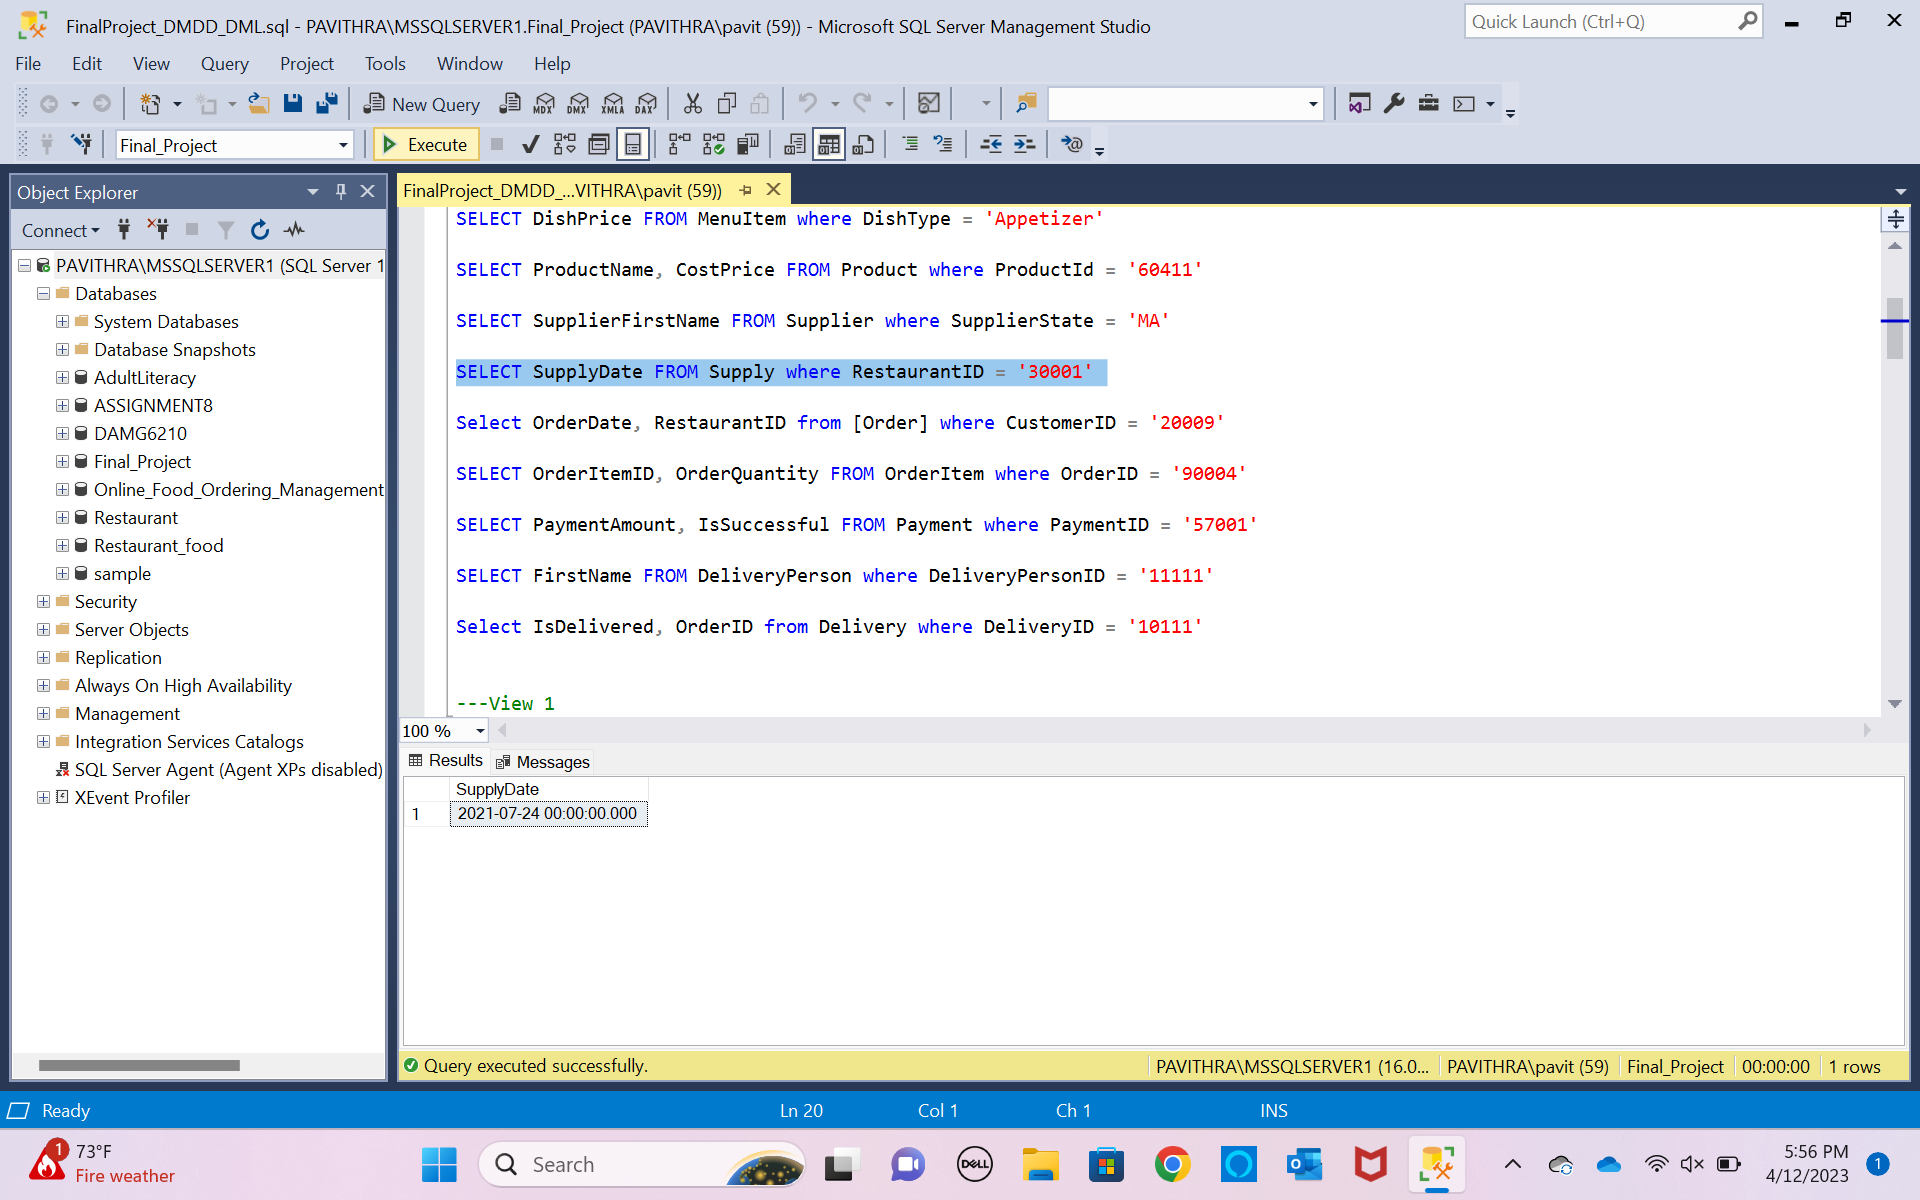 FinalProject_DMDD_DML.sql - PAVITHRA\MSSQLSERVER1.Final_Project (PAVITHRA\pavit (59)) - Microsoft SQL Server Management Studio
Quick Launch (Ctrl+Q)
File Edit View Query Project Tools Window Help
New Query MDX DMX XMLA DAX
Final_Project Execute
Object Explorer
Connect
PAVITHRA\MSSQLSERVER1 (SQL Server 1
Databases
System Databases
Database Snapshots
AdultLiteracy
ASSIGNMENT8
DAMG6210
Final_Project
Online_Food_Ordering_Management
Restaurant
Restaurant_food
sample
Security
Server Objects
Replication
Always On High Availability
Management
Integration Services Catalogs
SQL Server Agent (Agent XPs disabled)
XEvent Profiler
FinalProject_DMDD_...VITHRA\pavit (59))
SELECT DishPrice FROM MenuItem where DishType = 'Appetizer'
SELECT ProductName, CostPrice FROM Product where ProductId = '60411'
SELECT SupplierFirstName FROM Supplier where SupplierState = 'MA'
SELECT SupplyDate FROM Supply where RestaurantID = '30001'
Select OrderDate, RestaurantID from [Order] where CustomerID = '20009'
SELECT OrderItemID, OrderQuantity FROM OrderItem where OrderID = '90004'
SELECT PaymentAmount, IsSuccessful FROM Payment where PaymentID = '57001'
SELECT FirstName FROM DeliveryPerson where DeliveryPersonID = '11111'
Select IsDelivered, OrderID from Delivery where DeliveryID = '10111'
---View 1
100 %
Results Messages
SupplyDate
1 2021-07-24 00:00:00.000
Query executed successfully. PAVITHRA\MSSQLSERVER1 (16.0... PAVITHRA\pavit (59) Final_Project 00:00:00 1 rows
Ready Ln 20 Col 1 Ch 1 INS
1 73°F
Fire weather
Search
DELL
5:56 PM
4/12/2023
1